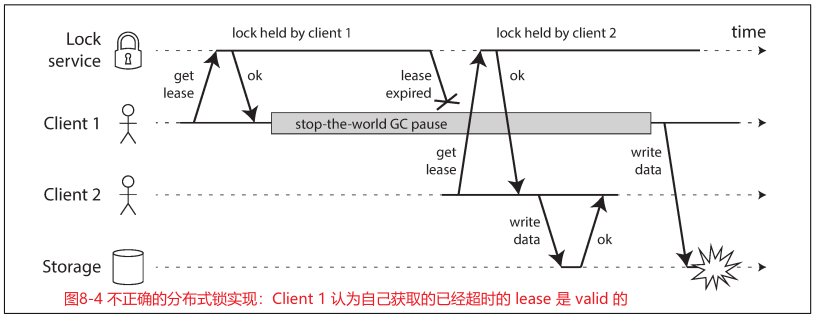 Lock
service
lock held by client 1
lock held by client 2
time
get
lease
ok
lease
expired
ok
Client 1
stop-the-world GC pause
get
lease
write
data
Client 2
write
data
ok
Storage
图8-4 不正确的分布式锁实现：Client 1 认为自己获取的已经超时的 lease 是 valid 的